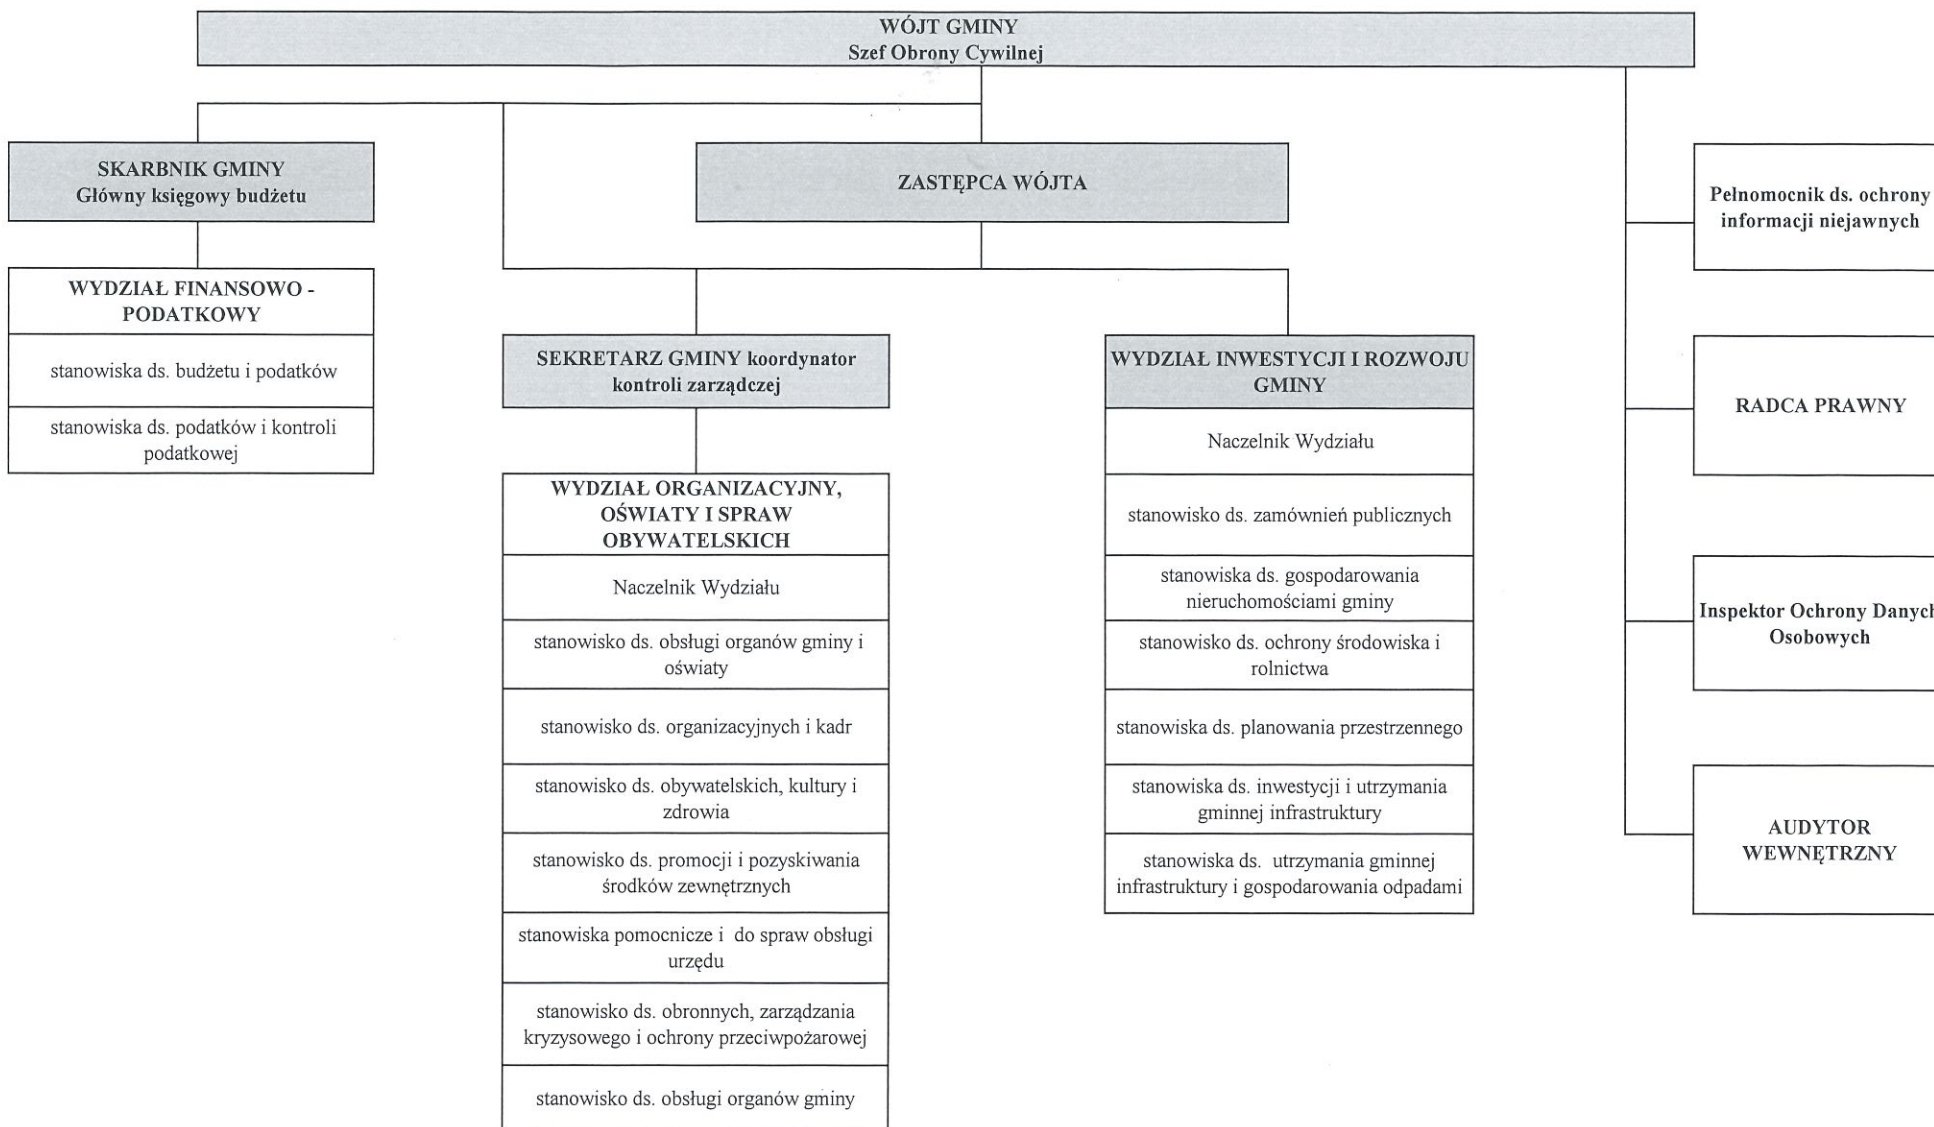 WÓJT GMINY
Szef Obrony Cywilnej
SKARBNIK GMINY
Główny księgowy budżetu
ZASTĘPCA WÓJTA
Pełnomocnik ds. ochrony
informacji niejawnych
WYDZIAŁ FINANSOWO -
PODATKOWY
stanowiska ds. budżetu i podatków
stanowiska ds. podatków i kontroli
podatkowej
SEKRETARZ GMINY koordynator
kontroli zarządczej
WYDZIAŁ ORGANIZACYJNY,
OŚWIATY I SPRAW
OBYWATELSKICH
Naczelnik Wydziału
stanowisko ds. obsługi organów gminy i
oświaty
stanowisko ds. organizacyjnych i kadr
stanowisko ds. obywatelskich, kultury i
zdrowia
stanowisko ds. promocji i pozyskiwania
środków zewnętrznych
stanowiska pomocnicze i do spraw obsługi
urzędu
stanowisko ds. obronnych, zarządzania
kryzysowego i ochrony przeciwpożarowej
stanowisko ds. obsługi organów gminy
WYDZIAŁ INWESTYCJI I ROZWOJU
GMINY
Naczelnik Wydziału
stanowisko ds. zamównień publicznych
stanowiska ds. gospodarowania
nieruchomościami gminy
stanowisko ds. ochrony środowiska i
rolnictwa
stanowiska ds. planowania przestrzennego
stanowiska ds. inwestycji i utrzymania
gminnej infrastruktury
stanowiska ds. utrzymania gminnej
infrastruktury i gospodarowania odpadami
RADCA PRAWNY
Inspektor Ochrony Danych
Osobowych
AUDYTOR
WEWNĘTRZNY